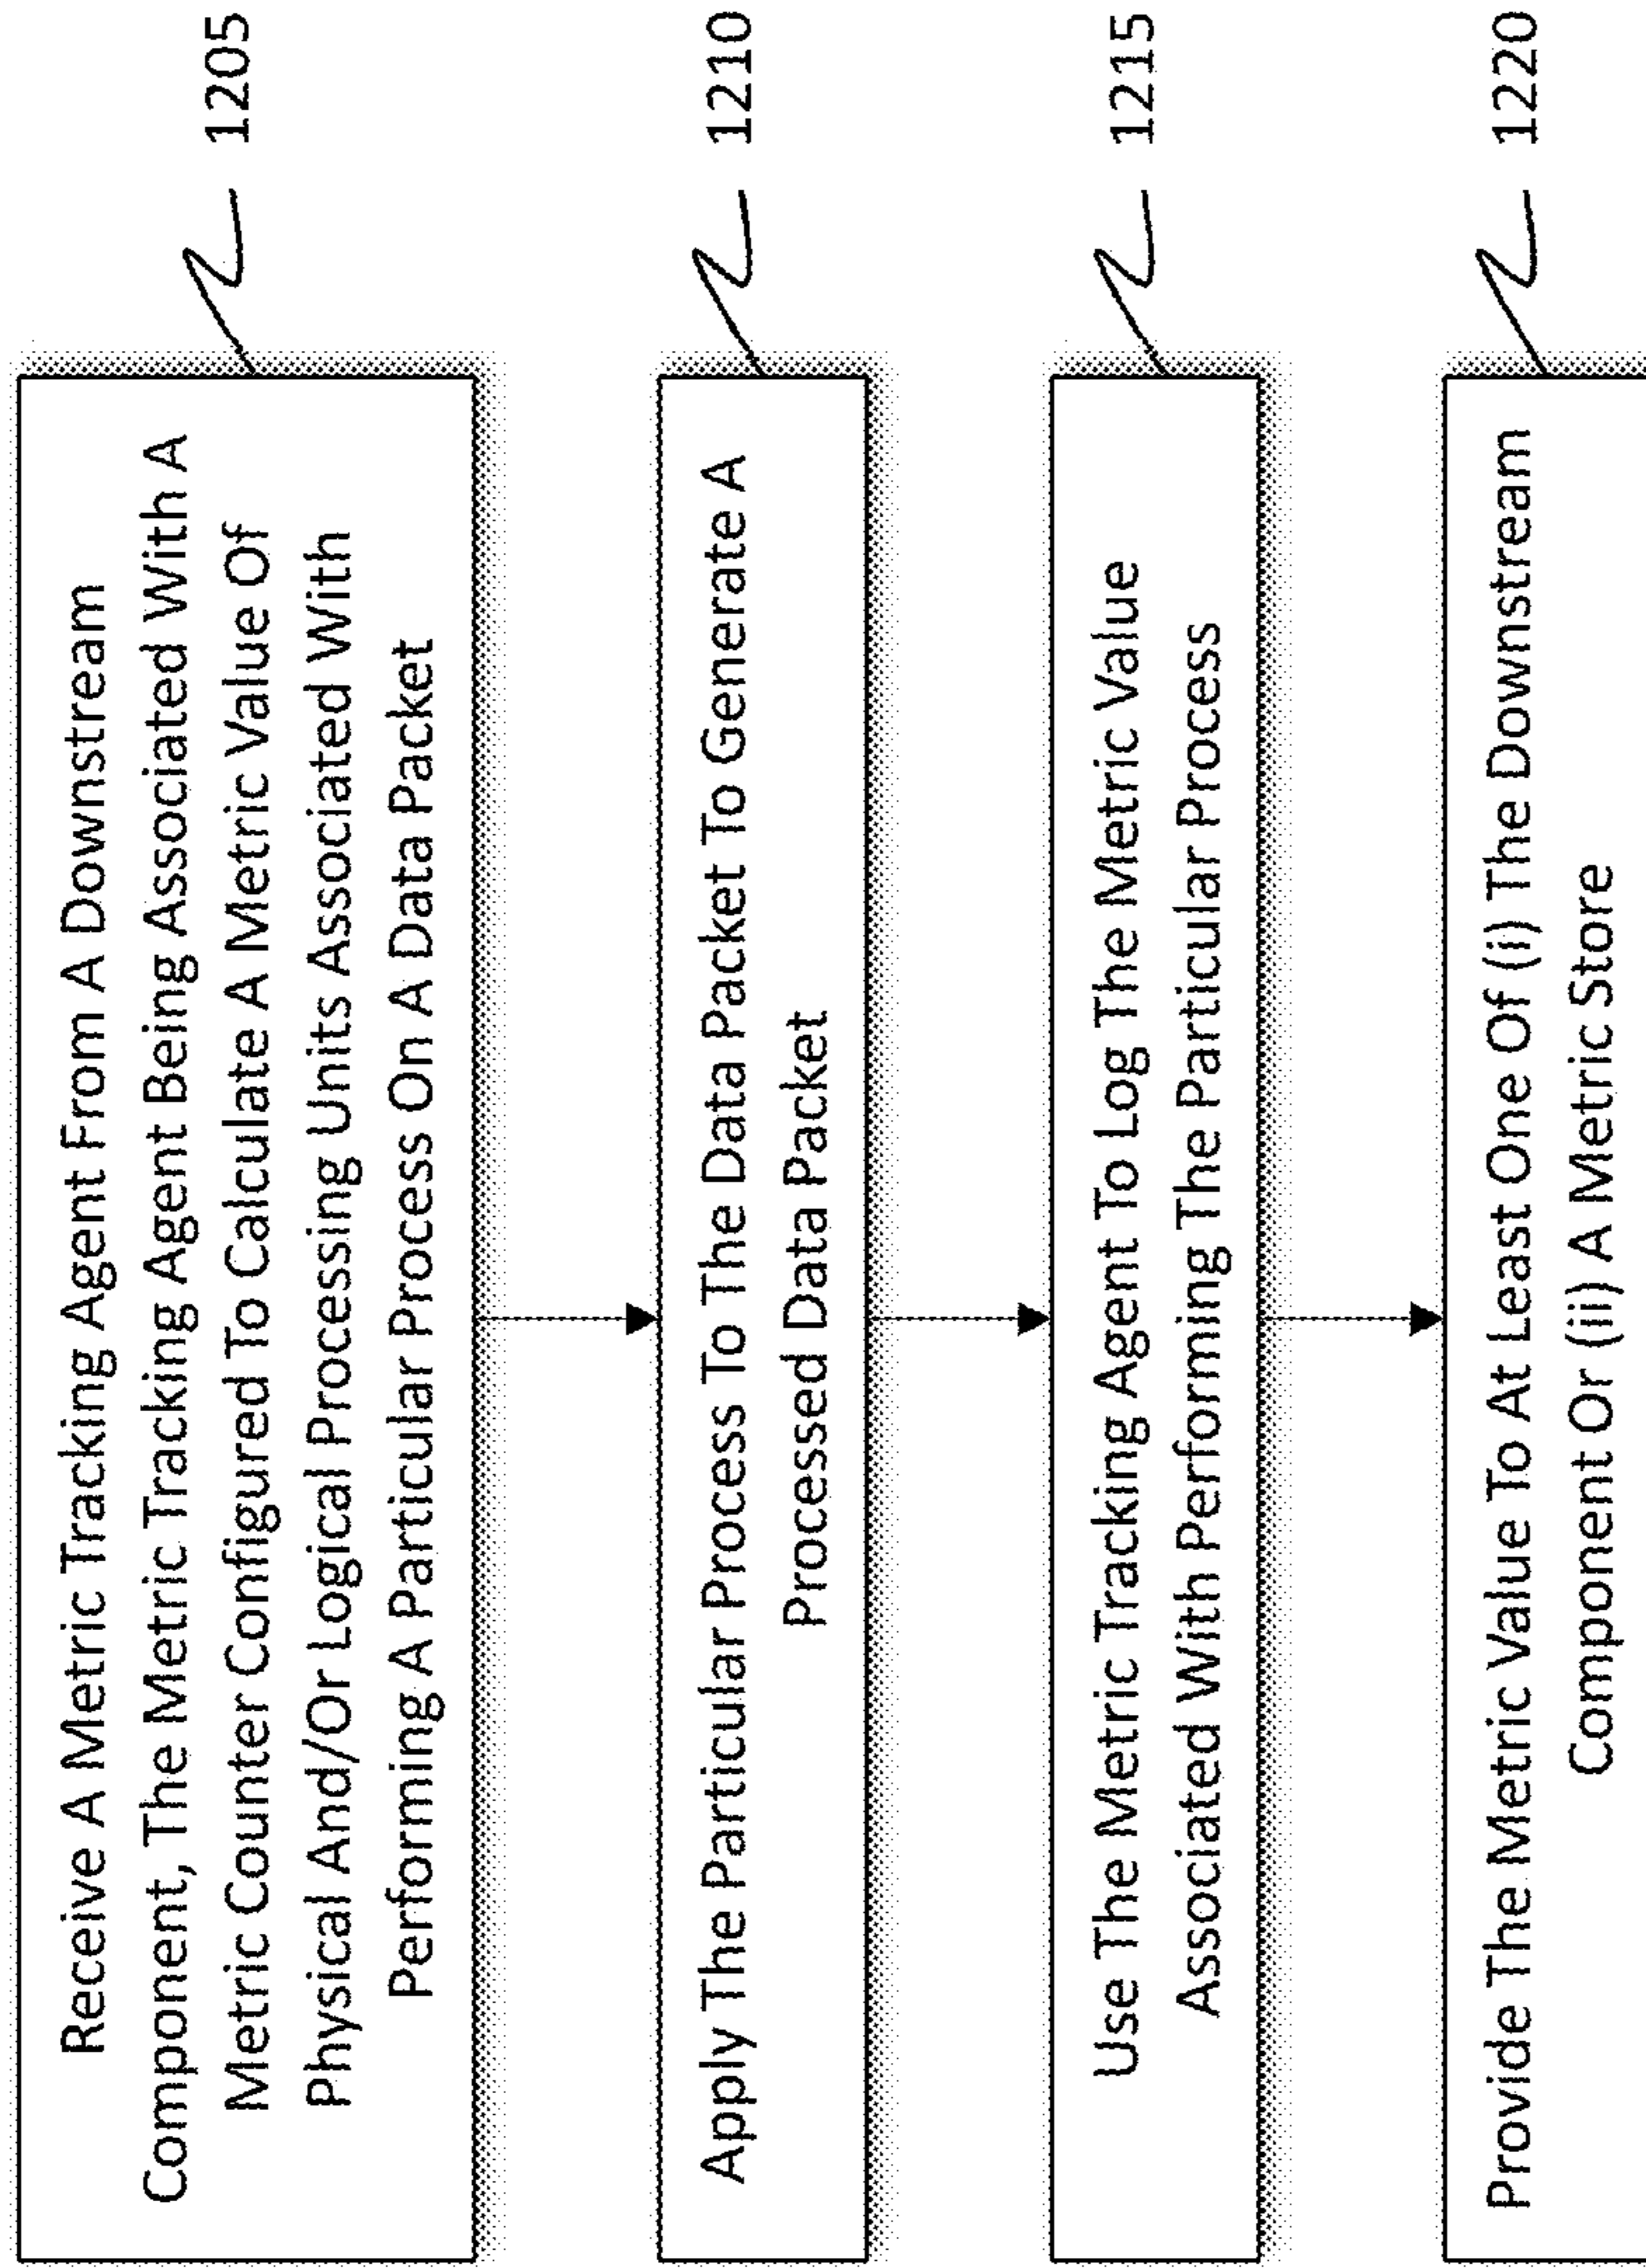 Receive A Metric Tracking Agent From A Downstream
Component, The Metric Tracking Agent Being Associated With A
Metric Counter Configured To Calculate A Metric Value Of
Physical And/Or Logical Processing Units Associated With
Performing A Particular Process On A Data Packet
1205
Apply The Particular Process To The Data Packet To Generate A
Processed Data Packet
1210
Use The Metric Tracking Agent To Log The Metric Value
Associated With Performing The Particular Process
1215
Provide The Metric Value To At Least One Of (i) The Downstream
Component Or (ii) A Metric Store
1220